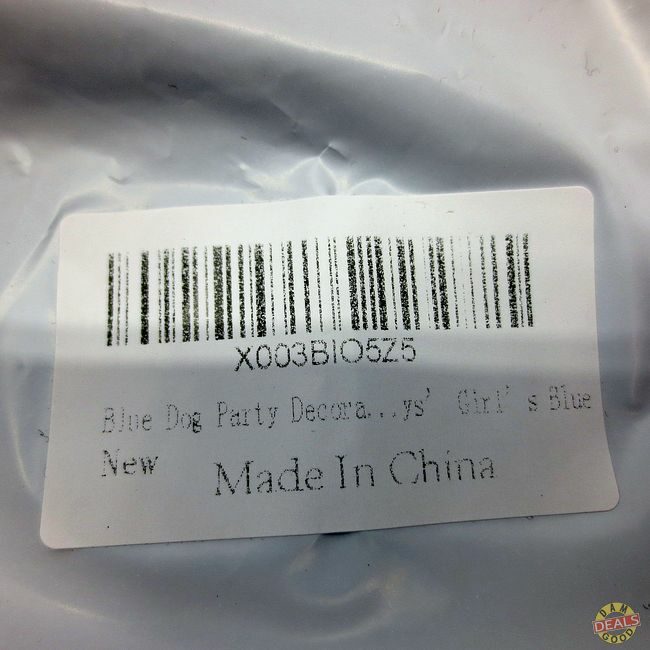 X003BIO5Z5
Blue Dog Party Decora...ys' Girl's Blue
New
Made In China
DAM
DEALS
GOOD